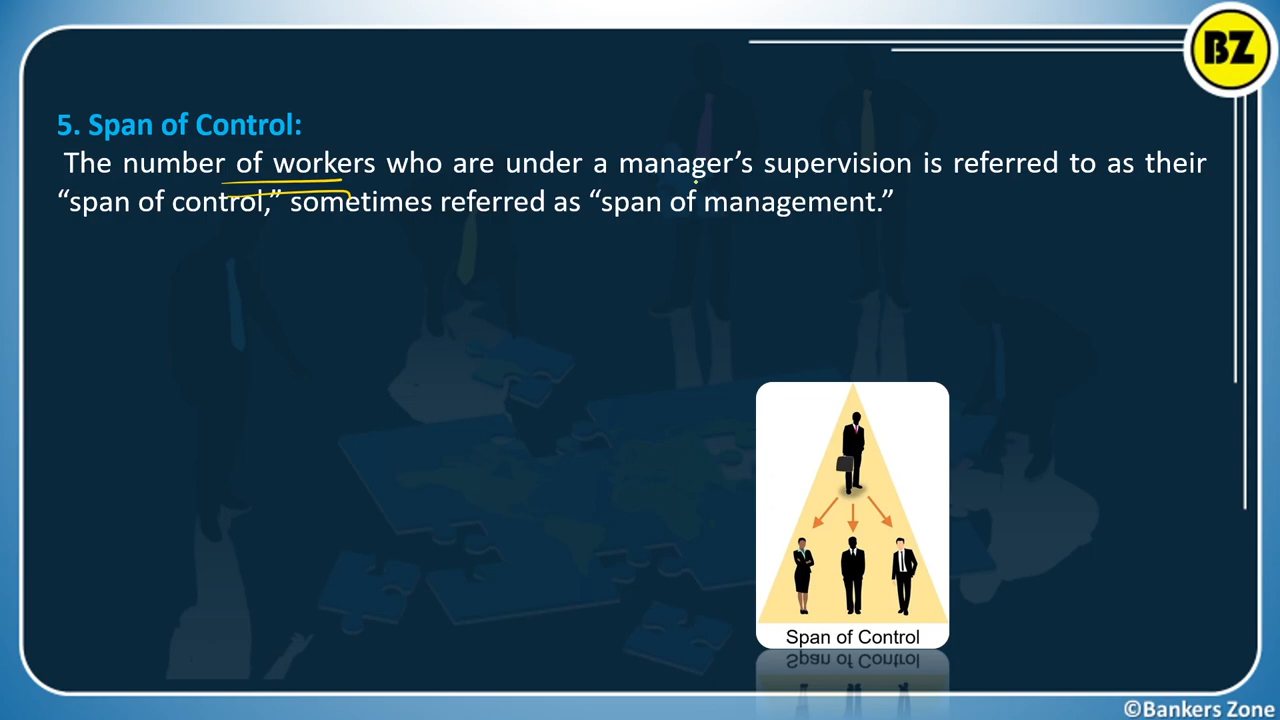 BZ
5. Span of Control:
The number of workers who are under a manager’s supervision is referred to as their
“span of control,” sometimes referred as “span of management.”
Span of Control
Span of Control
©Bankers Zone